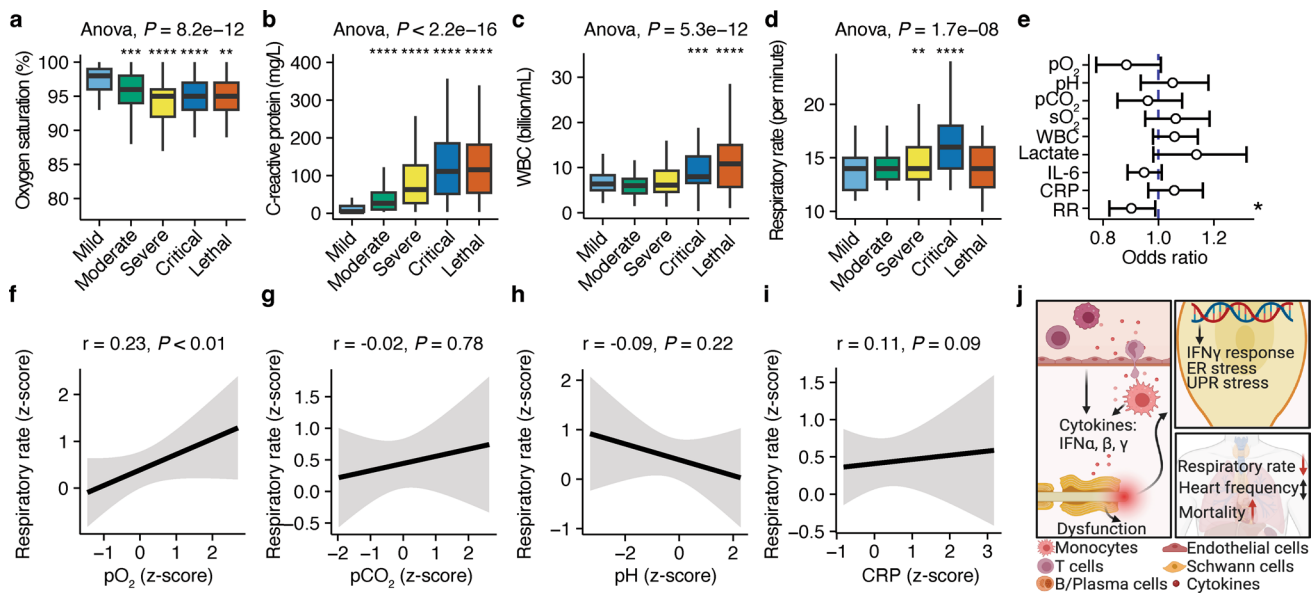 a
Anova, P = 8.2e−12
*** **** **** **
Oxygen saturation (%)
100
95
90
85
80
Mild
Moderate
Severe
Critical
Lethal
b
Anova, P < 2.2e−16
**** **** **** ****
C-reactive protein (mg/L)
400
300
200
100
0
Mild
Moderate
Severe
Critical
Lethal
c
Anova, P = 5.3e−12
*** ****
WBC (billion/mL)
30
20
10
0
Mild
Moderate
Severe
Critical
Lethal
d
Anova, P = 1.7e−08
** ****
Respiratory rate (per minute)
20
15
10
Mild
Moderate
Severe
Critical
Lethal
e
pO2
pH
pCO2
sO2
WBC
Lactate
IL-6
CRP
RR
*
0.8 1.0 1.2
Odds ratio
f
r = 0.23, P < 0.01
Respiratory rate (z-score)
2
1
0
−1 0 1 2
pO2 (z-score)
g
r = -0.02, P = 0.78
Respiratory rate (z-score)
1.5
1.0
0.5
0.0
−0.5
−2 −1 0 1 2
pCO2 (z-score)
h
r = -0.09, P = 0.22
Respiratory rate (z-score)
2
1
0
−1
−2 0 2
pH (z-score)
i
r = 0.11, P = 0.09
Respiratory rate (z-score)
1.5
1.0
0.5
0.0
−0.5
−1 0 1 2 3
CRP (z-score)
j
Cytokines:
IFNα, β, γ
Dysfunction
IFNγ response
ER stress
UPR stress
Respiratory rate
Heart frequency
Mortality
Monocytes
T cells
B/Plasma cells
Endothelial cells
Schwann cells
Cytokines